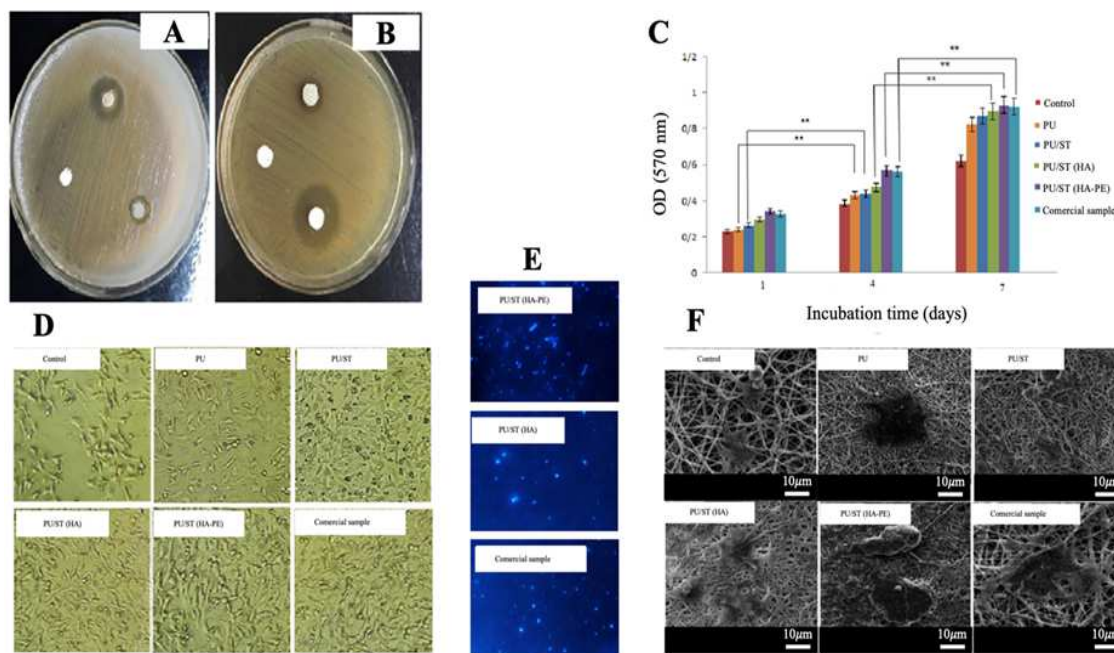 A
B
C
OD (570 nm)
1/2
1
0/8
0/6
0/4
0/2
0
**
**
**
**
**
1
4
7
Incubation time (days)
Control
PU
PU/ST
PU/ST (HA)
PU/ST (HA-PE)
Comercial sample
D
Control
PU
PU/ST
PU/ST (HA)
PU/ST (HA-PE)
Comercial sample
E
PU/ST (HA-PE)
PU/ST (HA)
Comercial sample
F
Control
PU
PU/ST
10μm
10μm
10μm
PU/ST (HA)
PU/ST (HA-PE)
Comercial sample
10μm
10μm
10μm